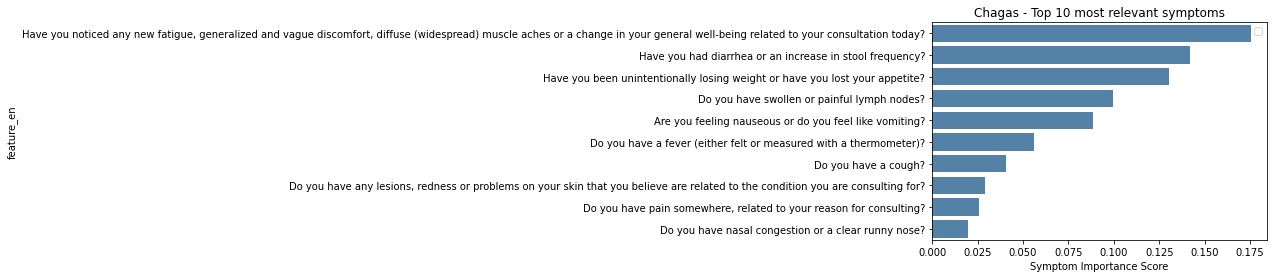 Chagas - Top 10 most relevant symptoms
feature_en
Have you noticed any new fatigue, generalized and vague discomfort, diffuse (widespread) muscle aches or a change in your general well-being related to your consultation today?
Have you had diarrhea or an increase in stool frequency?
Have you been unintentionally losing weight or have you lost your appetite?
Do you have swollen or painful lymph nodes?
Are you feeling nauseous or do you feel like vomiting?
Do you have a fever (either felt or measured with a thermometer)?
Do you have a cough?
Do you have any lesions, redness or problems on your skin that you believe are related to the condition you are consulting for?
Do you have pain somewhere, related to your reason for consulting?
Do you have nasal congestion or a clear runny nose?
0.000 0.025 0.050 0.075 0.100 0.125 0.150 0.175
Symptom Importance Score